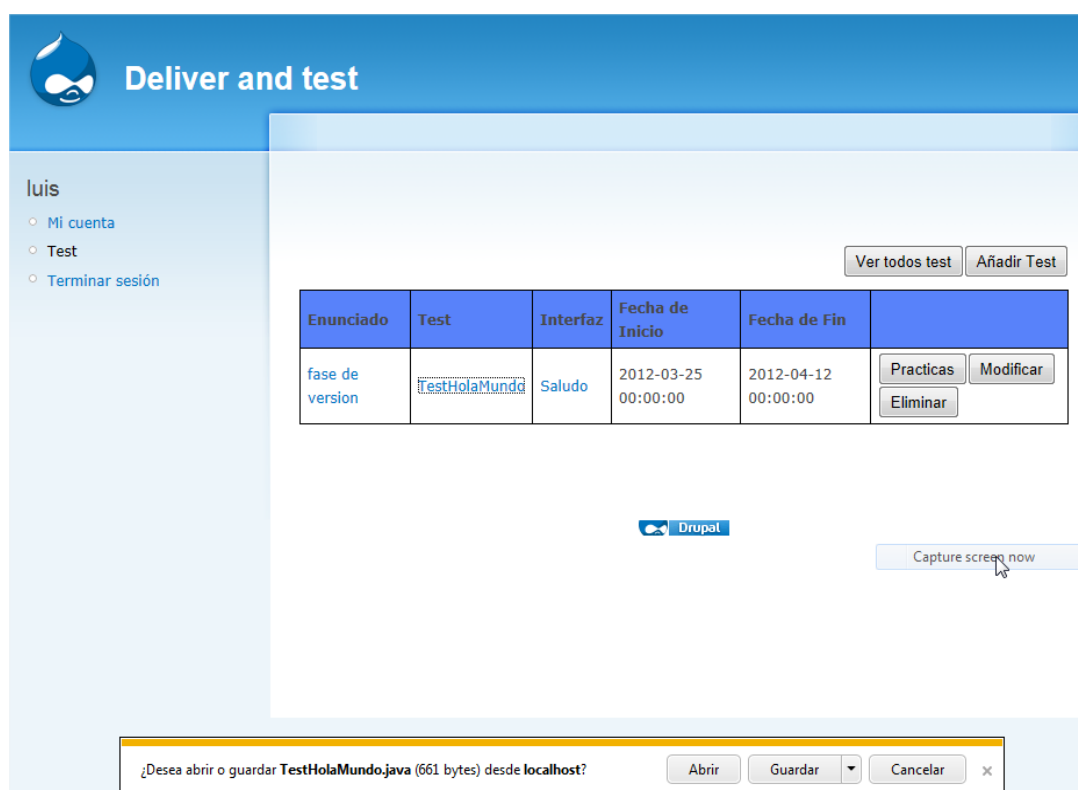 Deliver and test
luis
Mi cuenta
Test
Terminar sesión
Ver todos test Añadir Test
Enunciado Test Interfaz Fecha de Inicio Fecha de Fin
fase de version TestHolaMundo Saludo 2012-03-25 00:00:00 2012-04-12 00:00:00 Practicas Modificar
Eliminar
Drupal
Capture screen now
¿Desea abrir o guardar TestHolaMundo.java (661 bytes) desde localhost? Abrir Guardar Cancelar